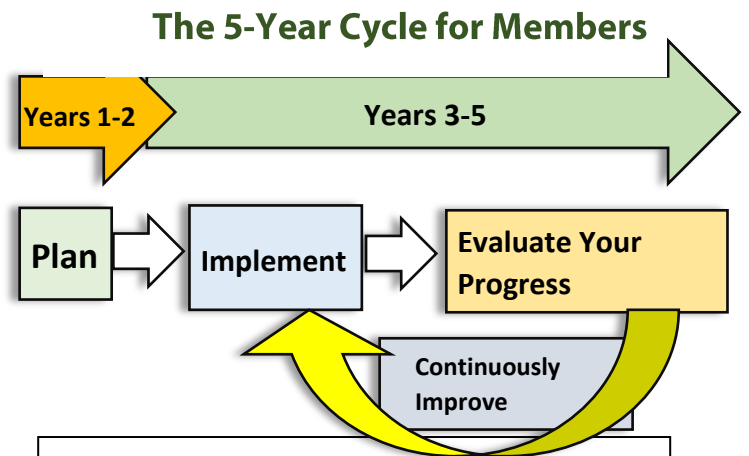 The 5-Year Cycle for Members
Years 1-2
Years 3-5
Plan
Implement
Evaluate Your
Progress
Continuously
Improve